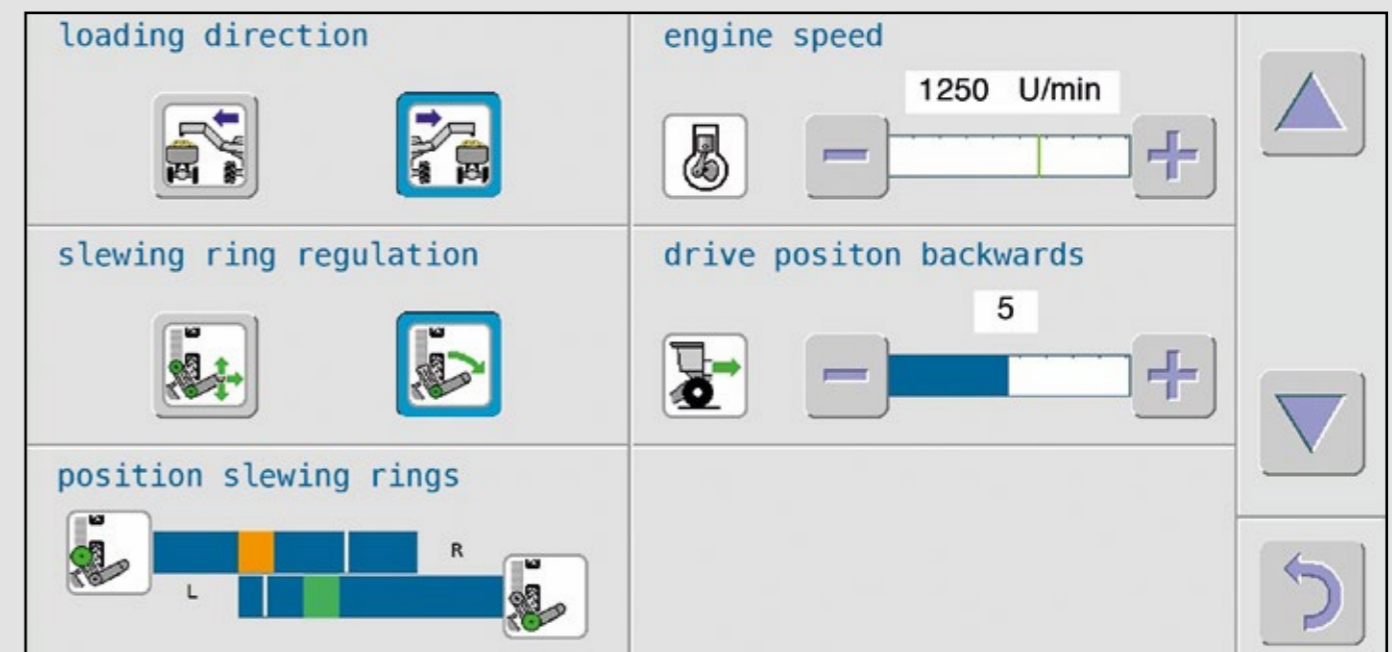 loading direction
engine speed
1250 U/min
slewing ring regulation
drive positon backwards
5
position slewing rings
R
L